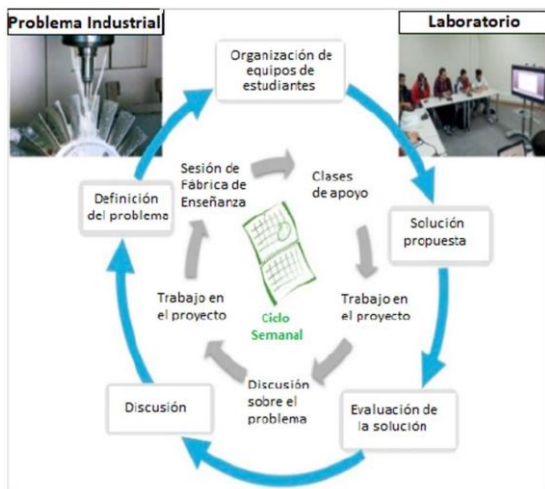 Problema Industrial
Laboratorio
Organización de
equipos de
estudiantes
Solución
propuesta
Evaluación de
la solución
Discusión
Definición
del problema
Sesión de
Fábrica de
Enseñanza
Clases
de apoyo
Trabajo en
el proyecto
Discusión
sobre el
problema
Trabajo en
el proyecto
Ciclo
Semanal